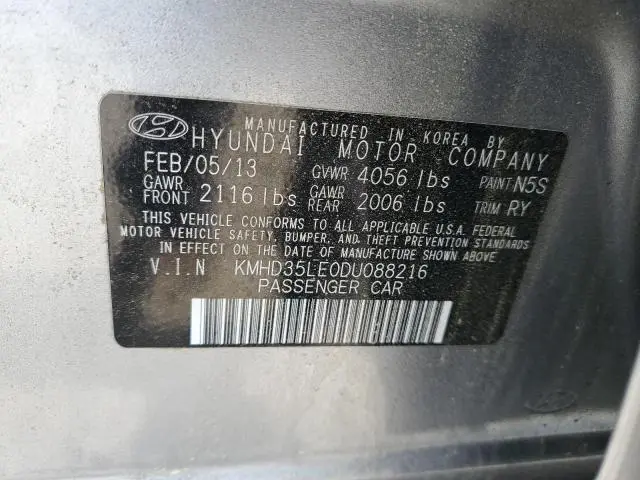 MANUFACTURED IN KOREA BY
HYUNDAI MOTOR COMPANY
FEB/05/13 GVWR 4056 lbs PAINT N5S
GAWR FRONT 2116 lbs GAWR REAR 2006 lbs TRIM RY
THIS VEHICLE CONFORMS TO ALL APPLICABLE U.S.A. FEDERAL
MOTOR VEHICLE SAFETY, BUMPER, AND THEFT PREVENTION STANDARDS
IN EFFECT ON THE DATE OF MANUFACTURE SHOWN ABOVE.
V.I.N KMHD35LE0DU088216
PASSENGER CAR